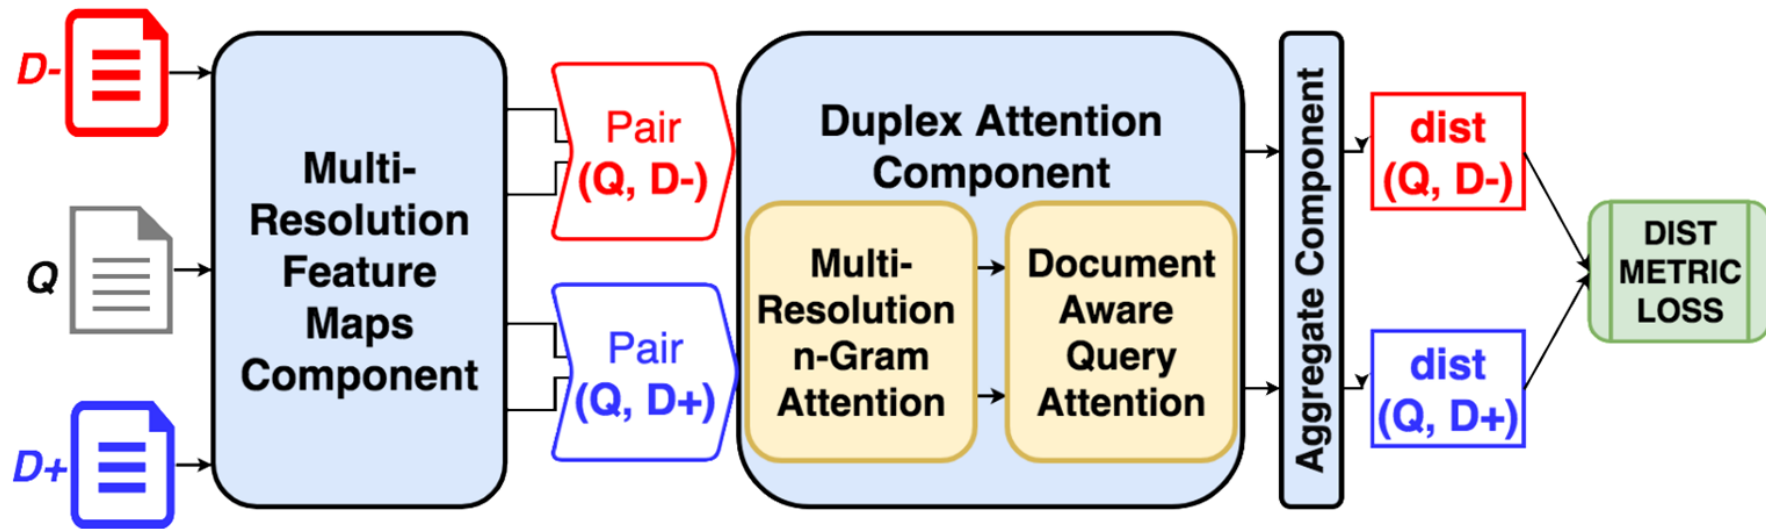 D-
Q
D+
Multi-
Resolution
Feature
Maps
Component
Pair
(Q, D-)
Pair
(Q, D+)
Duplex Attention
Component
Multi-
Resolution
n-Gram
Attention
Document
Aware
Query
Attention
Aggregate Component
dist
(Q, D-)
dist
(Q, D+)
DIST
METRIC
LOSS